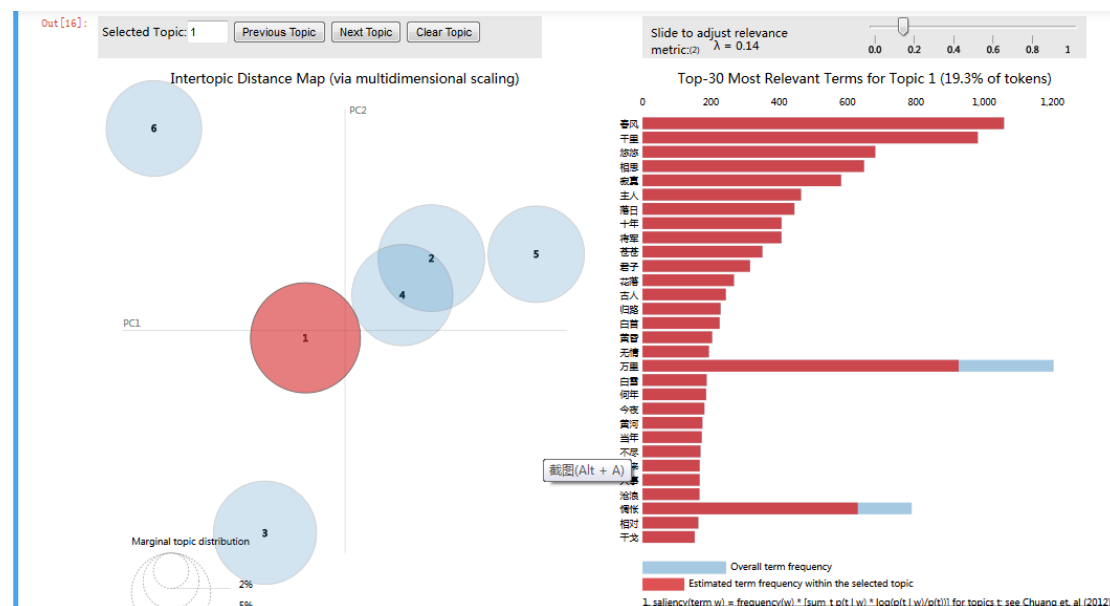 Out[16]:
Selected Topic: 1 Previous Topic Next Topic Clear Topic
Slide to adjust relevance
metric:(2) λ = 0.14
0.0 0.2 0.4 0.6 0.8 1
Intertopic Distance Map (via multidimensional scaling)
PC2
6
2
5
4
PC1
1
3
Marginal topic distribution
2%
5%
Top-30 Most Relevant Terms for Topic 1 (19.3% of tokens)
0 200 400 600 800 1,000 1,200
春风
千里
悠悠
相思
寂寞
主人
落日
十年
将军
苍苍
君子
花落
古人
归路
白首
黄昏
无情
万里
白雪
何年
今夜
黄河
当年
不尽
截图(Alt + A)
沧浪
惆怅
相对
干戈
Overall term frequency
Estimated term frequency within the selected topic
1. saliency(term w) = frequency(w) * [sum_t p(t | w) * log(p(t | w)/p(t))] for topics t; see Chuang et. al (2012)